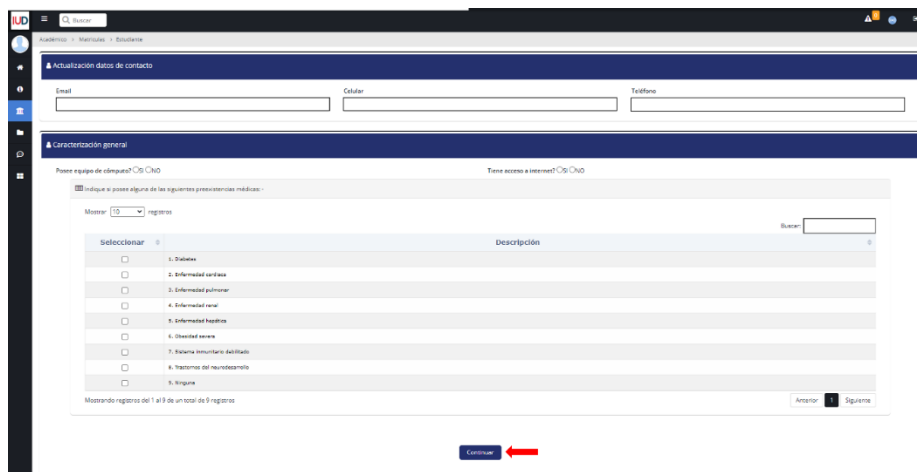 IUD
Buscar
Académico > Matrículas > Estudiante
Actualización datos de contacto
Email Celular Teléfono
Caracterización general
Posee equipo de cómputo? SI NO Tiene acceso a internet? SI NO
Indique si posee alguna de las siguientes preexistencias médicas: -
Mostrar 10 registros
Buscar:
Seleccionar Descripción
1. Diabetes
2. Enfermedad cardiaca
3. Enfermedad pulmonar
4. Enfermedad renal
5. Enfermedad hepática
6. Obesidad severa
7. Sistema inmunitario debilitado
8. Trastornos del neurodesarrollo
9. Ninguna
Mostrando registros del 1 al 9 de un total de 9 registros
Anterior 1 Siguiente
Continuar